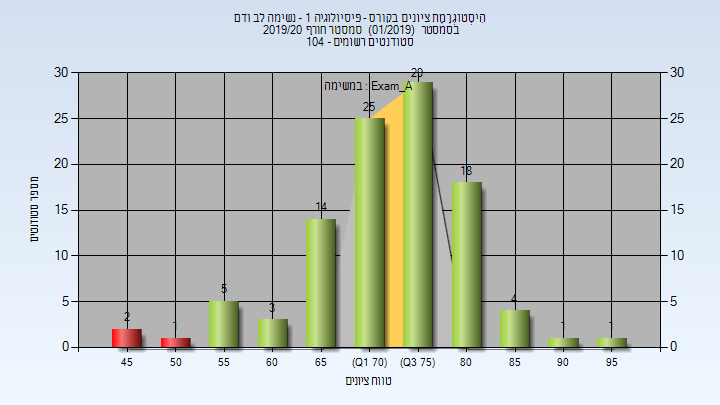 היסטוגרמת ציונים בקורס - פיסיולוגיה 1 - נשימה לב ודם
בסמסטר (01/2019) סמסטר חורף 2019/20
סטודנטים רשומים - 104
במשימה : Exam_A
מספר סטודנטים
30 30
25 25
20 20
15 15
10 10
5 5
0 0
2 1 5 3 14 25 29 18 4 1 1
45 50 55 60 65 (Q1 70) (Q3 75) 80 85 90 95
טווח ציונים